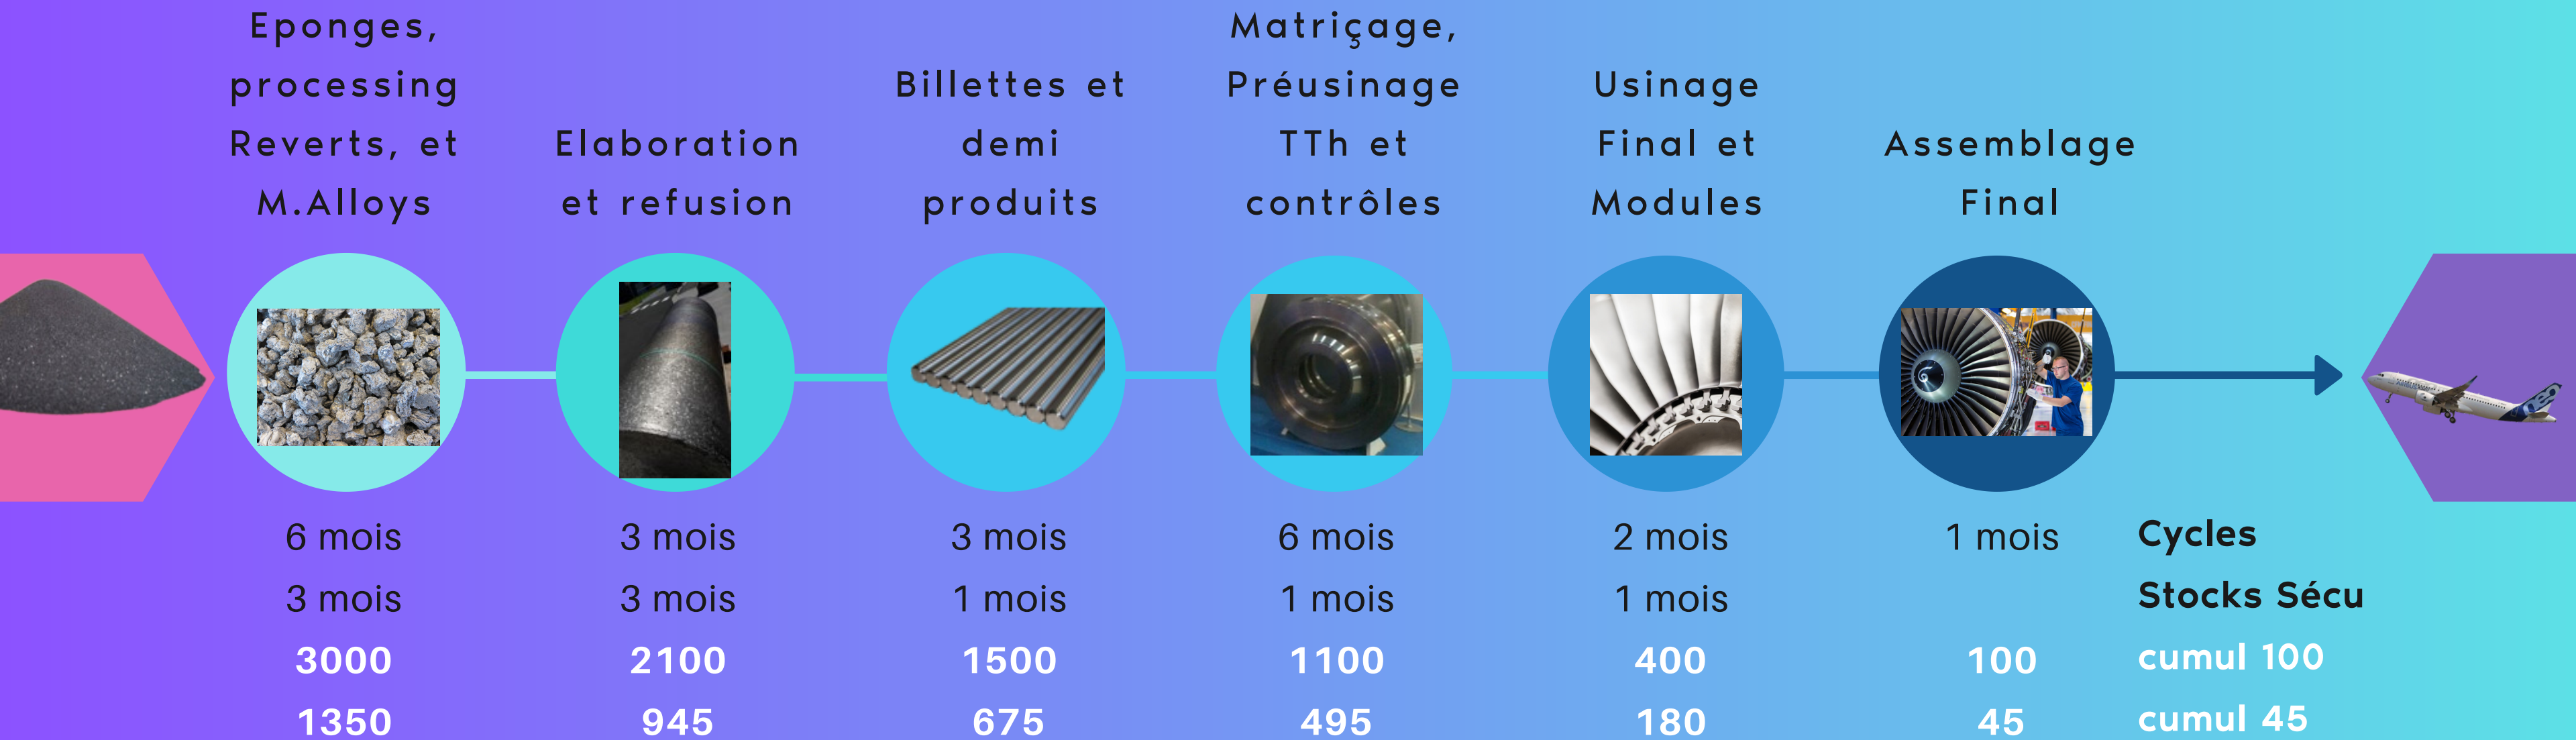 Eponges,
processing
Reverts, et
M.Alloys
Elaboration
et refusion
Billettes et
demi
produits
Matriçage,
Préusinage
TTh et
contrôles
Usinage
Final et
Modules
Assemblage
Final
6 mois 3 mois 3 mois 6 mois 2 mois 1 mois Cycles
3 mois 3 mois 1 mois 1 mois 1 mois Stocks Sécu
3000 2100 1500 1100 400 100 cumul 100
1350 945 675 495 180 45 cumul 45